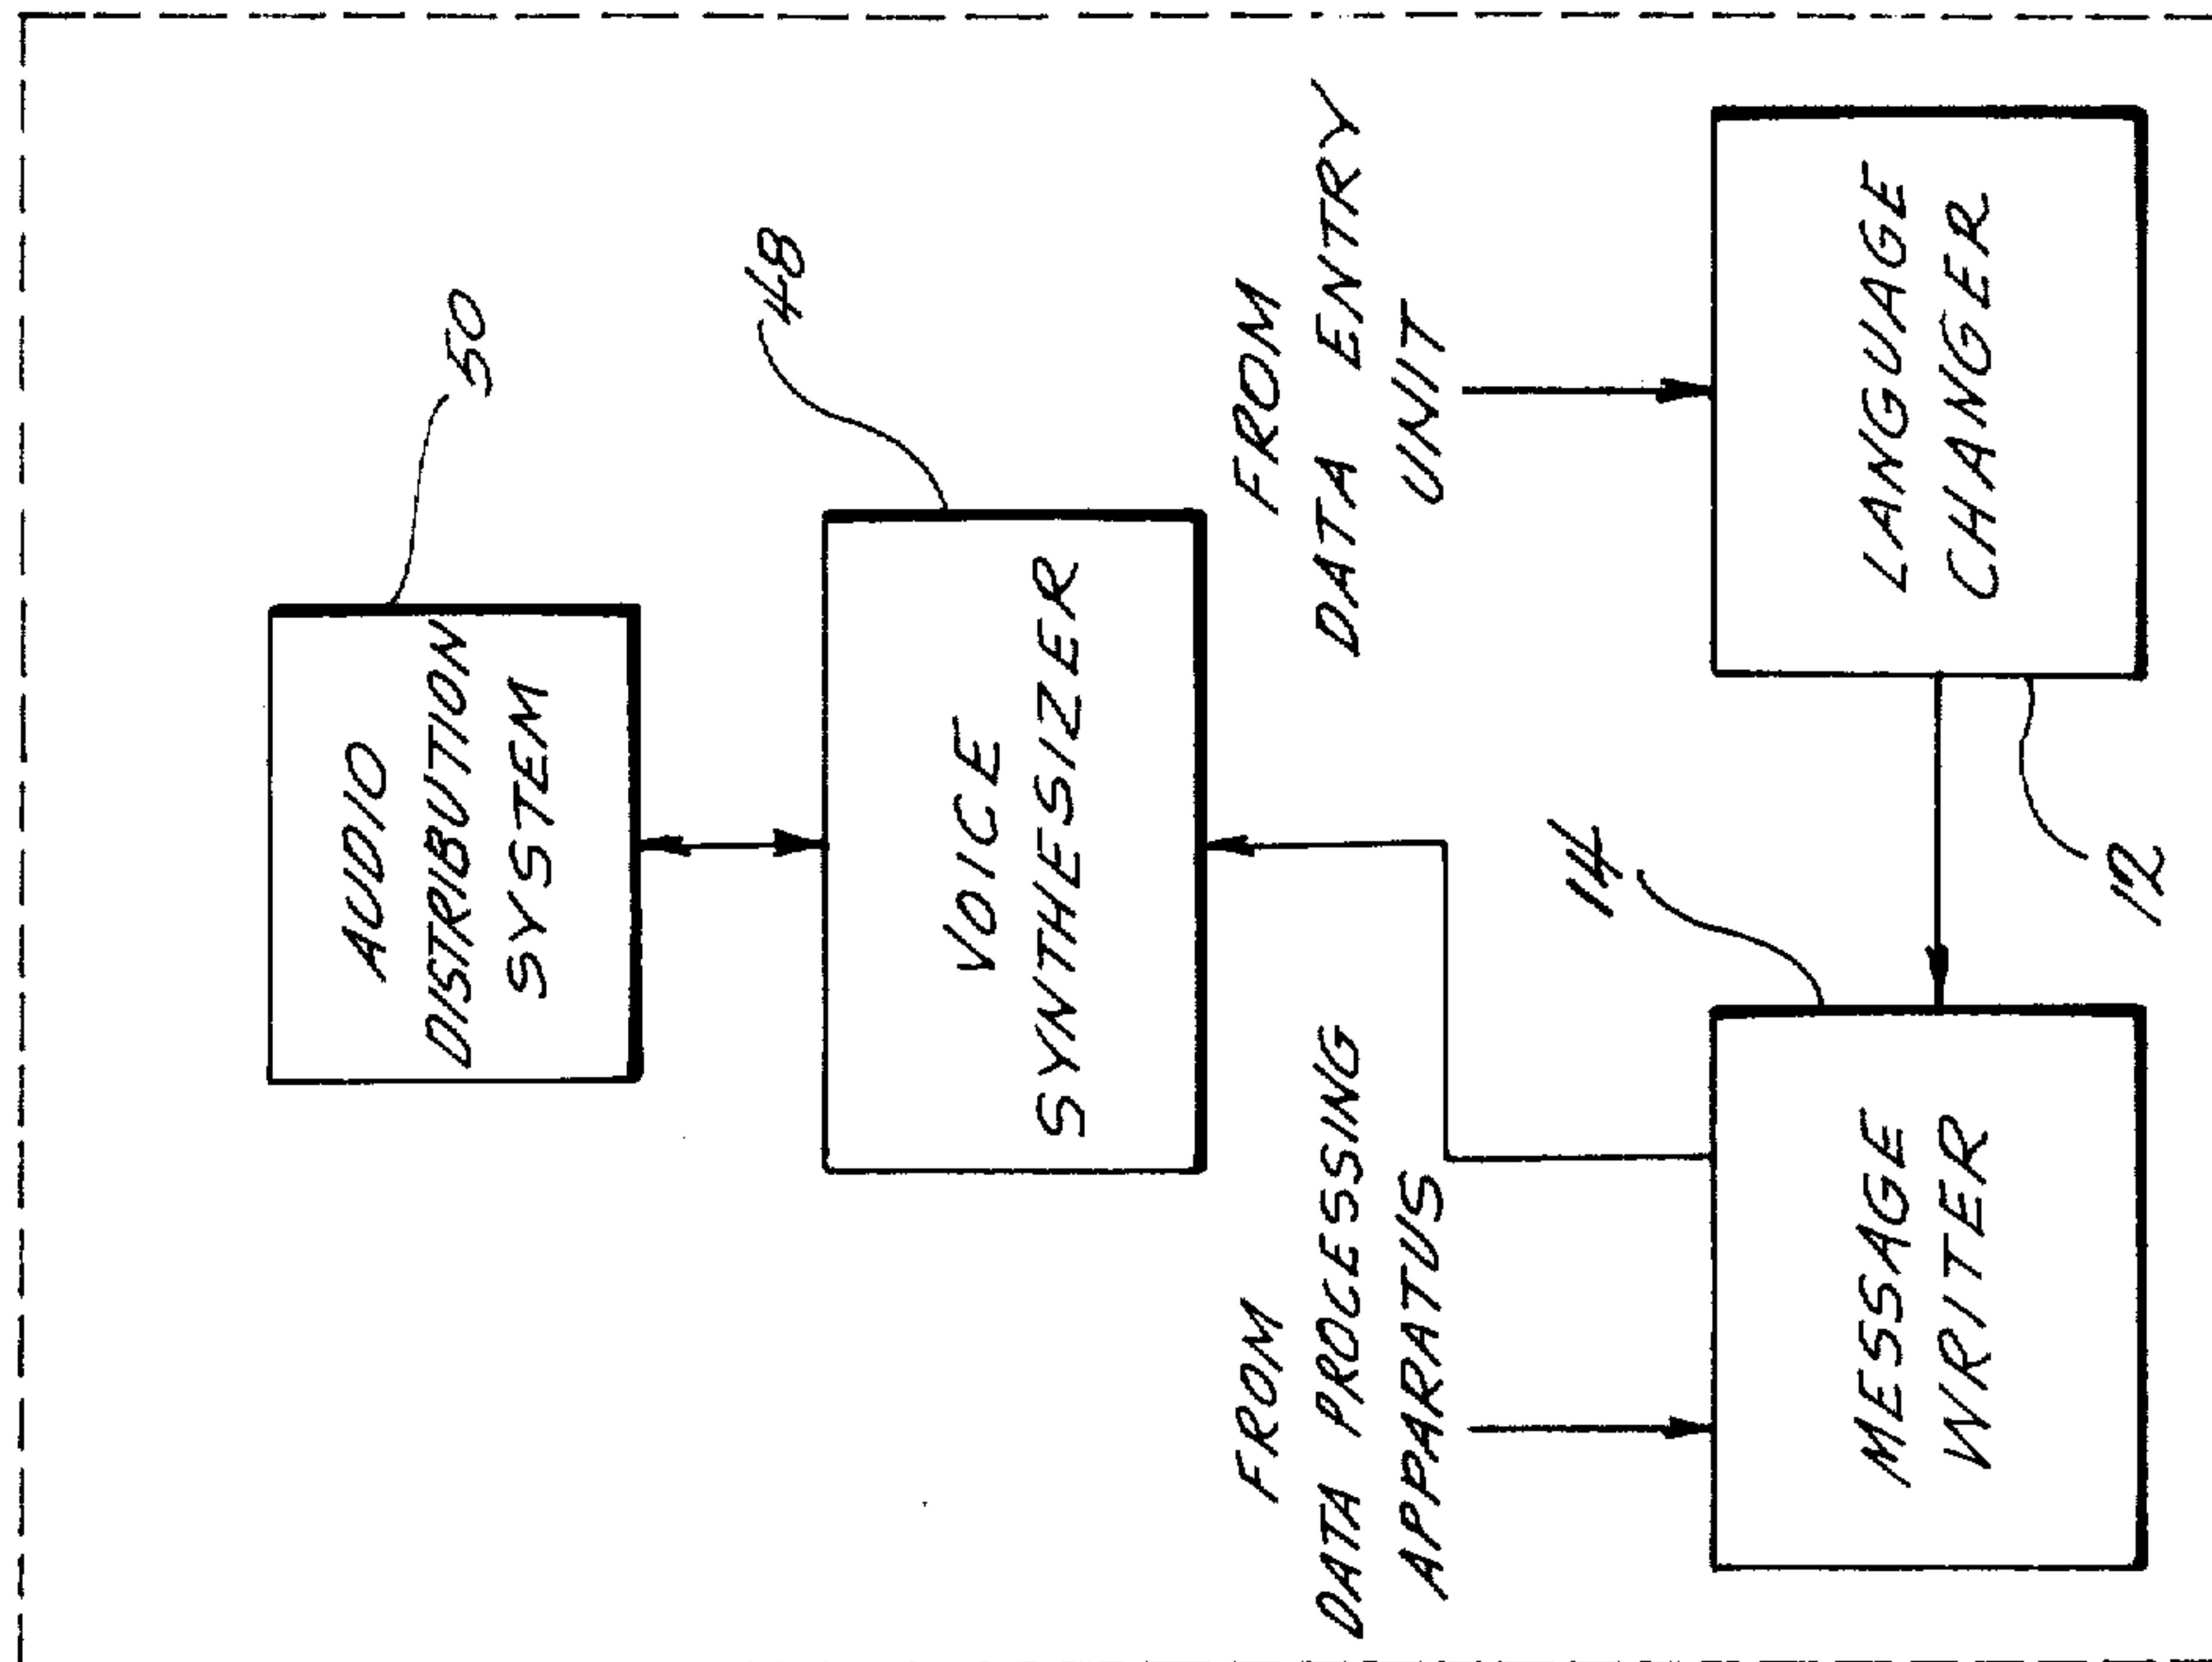 AUDIO
DISTRIBUTION
SYSTEM
50
VOICE
SYNTHESIZER
48
FROM
DATA PROCESSING
APPARATUS
FROM
DATA ENTRY
UNIT
14
MESSAGE
WRITER
12
LANGUAGE
CHANGER